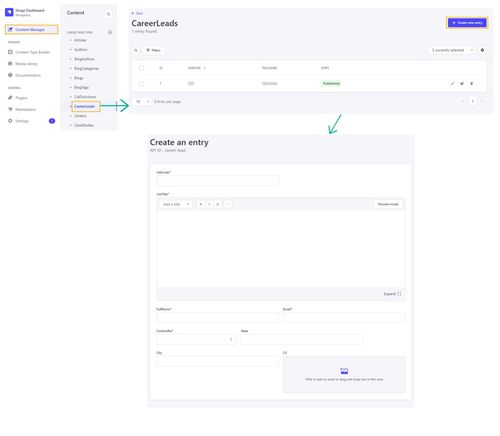 Strapi Dashboard
Workplace
Content Manager
PLUGINS
Content-Type Builder
Media Library
Documentation
GENERAL
Plugins
Marketplace
Settings
Content
COLLECTION TYPES
Articles
Authors
BlogAuthors
BlogCategories
Blogs
BlogTags
CallToActions
CareerLeads
Careers
CaseStudies
Back
CareerLeads
1 entry found
Create new entry
Filters
5 currently selected
ID
JOBCODE
FULLNAME
STATE
1
Published
10
Entries per page
1
Create an entry
API ID : career-lead
JobCode*
JobTitle*
Add a title
B
I
U
Preview mode
Expand
FullName*
Email*
ContactNo*
State
City
CV
Click to add an asset or drag and drop one in this area